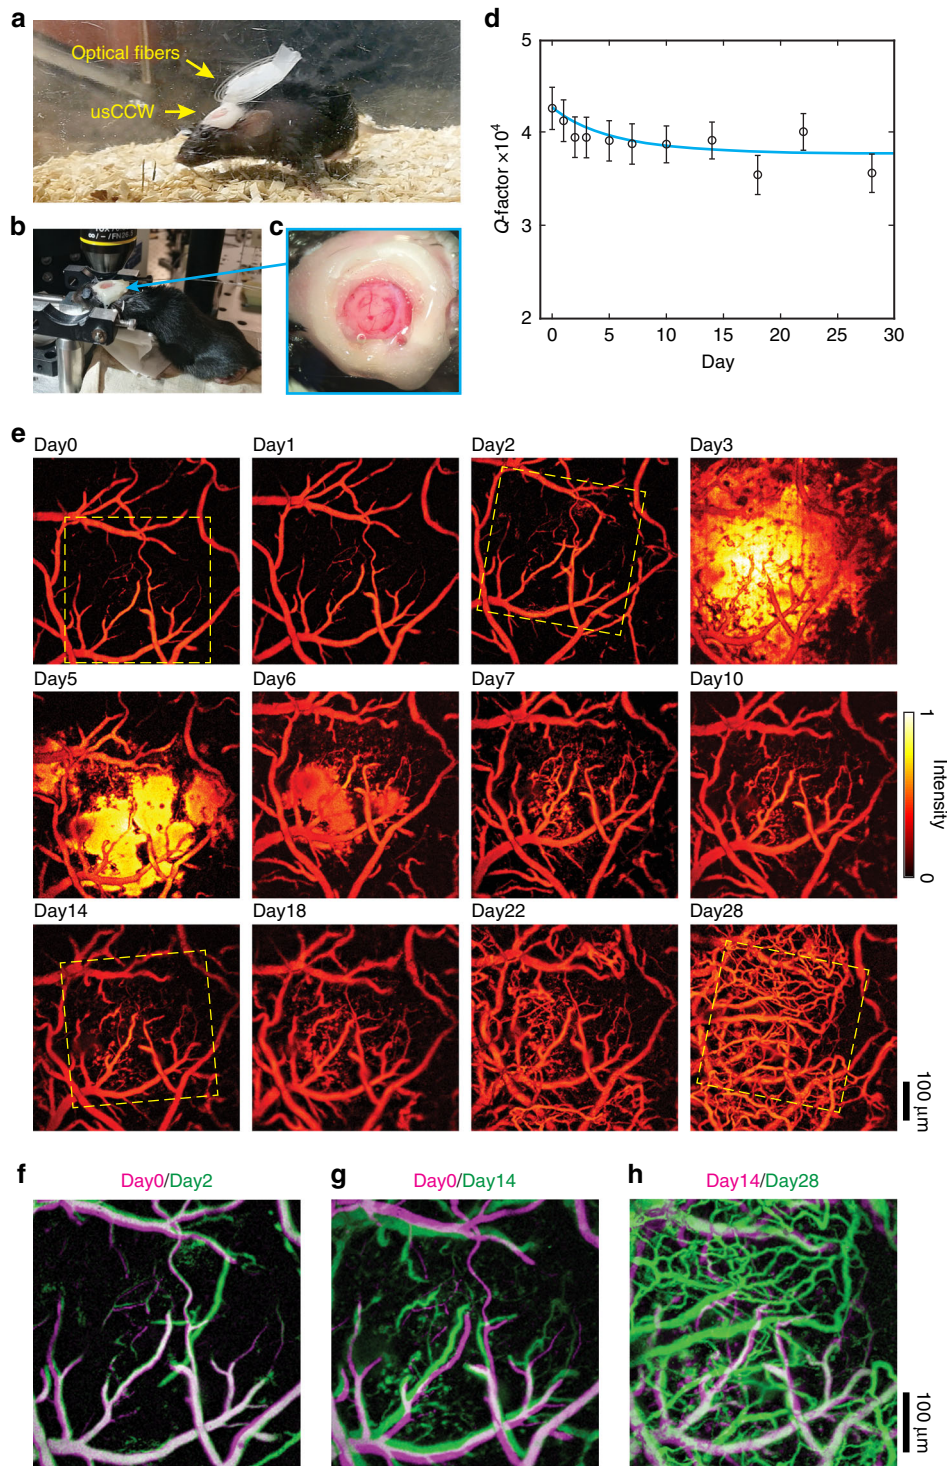 a
Optical fibers
usCCW
b
c
d
Q-factor ×10⁴
5
4
3
2
0
5
10
15
20
25
30
Day
e
Day0
Day1
Day2
Day3
Day5
Day6
Day7
Day10
1
Intensity
0
Day14
Day18
Day22
Day28
100 μm
f
Day0/Day2
g
Day0/Day14
h
Day14/Day28
100 μm